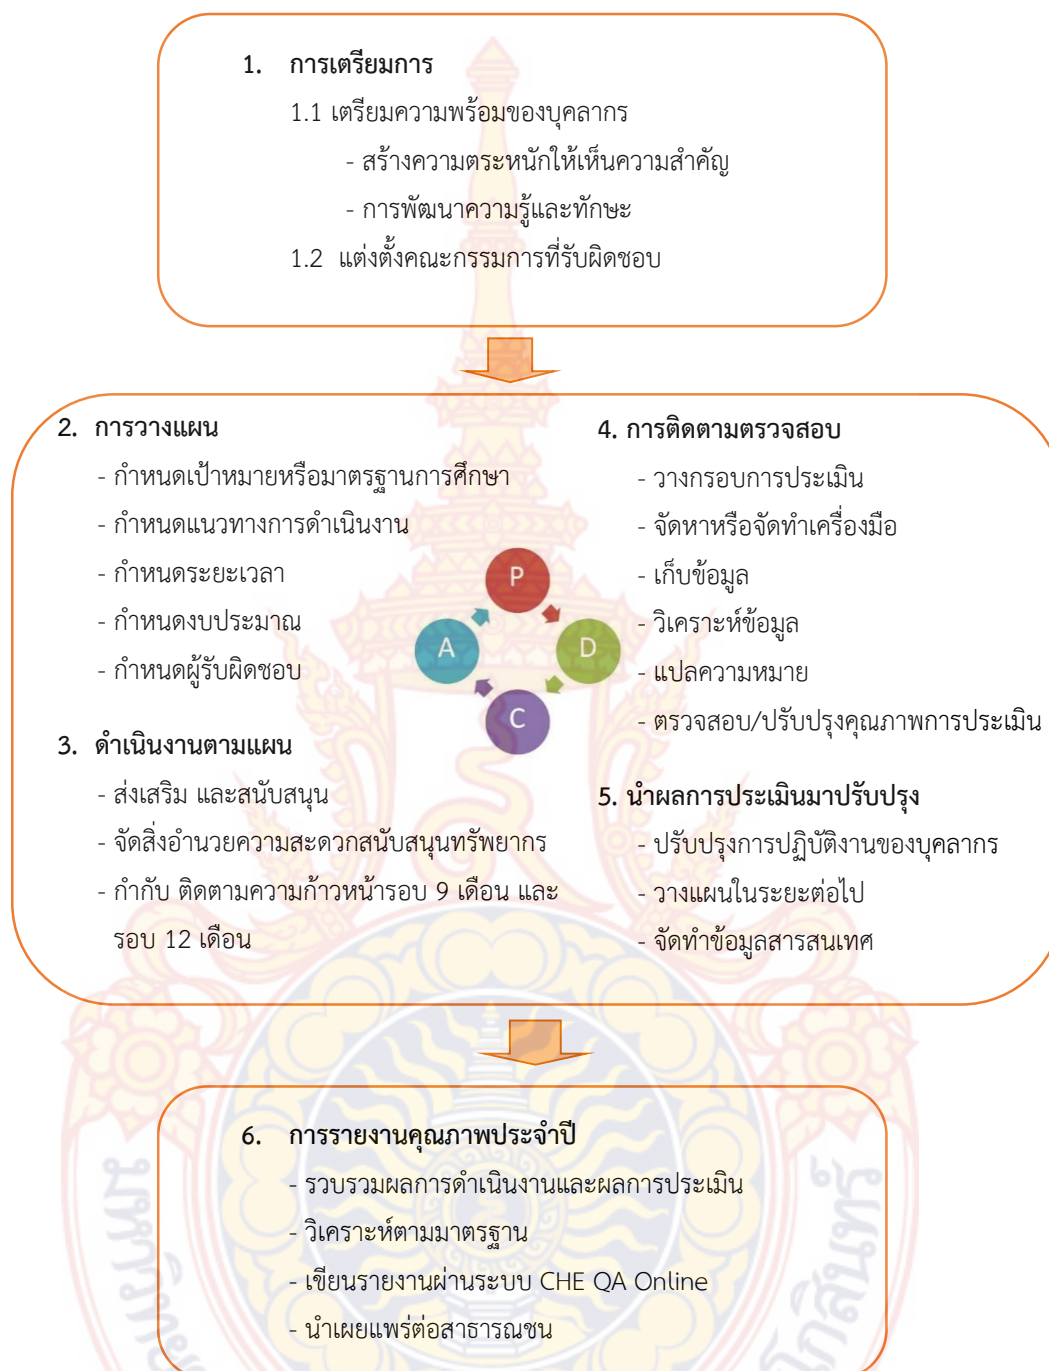 1. การเตรียมการ
1.1 เตรียมความพร้อมของบุคลากร
- สร้างความตระหนักให้เห็นความสำคัญ
- การพัฒนาความรู้และทักษะ
1.2 แต่งตั้งคณะกรรมการที่รับผิดชอบ
2. การวางแผน
- กำหนดเป้าหมายหรือมาตรฐานการศึกษา
- กำหนดแนวทางการดำเนินงาน
- กำหนดระยะเวลา
- กำหนดงบประมาณ
- กำหนดผู้รับผิดชอบ
3. ดำเนินงานตามแผน
- ส่งเสริม และสนับสนุน
- จัดสิ่งอำนวยความสะดวกสนับสนุนทรัพยากร
- กำกับ ติดตามความก้าวหน้ารอบ 9 เดือน และ
รอบ 12 เดือน
P
D
C
A
4. การติดตามตรวจสอบ
- วางกรอบการประเมิน
- จัดหาหรือจัดทำเครื่องมือ
- เก็บข้อมูล
- วิเคราะห์ข้อมูล
- แปลความหมาย
- ตรวจสอบ/ปรับปรุงคุณภาพการประเมิน
5. นำผลการประเมินมาปรับปรุง
- ปรับปรุงการปฏิบัติงานของบุคลากร
- วางแผนในระยะต่อไป
- จัดทำข้อมูลสารสนเทศ
6. การรายงานคุณภาพประจำปี
- รวบรวมผลการดำเนินงานและผลการประเมิน
- วิเคราะห์ตามมาตรฐาน
- เขียนรายงานผ่านระบบ CHE QA Online
- นำเผยแพร่ต่อสาธารณชน